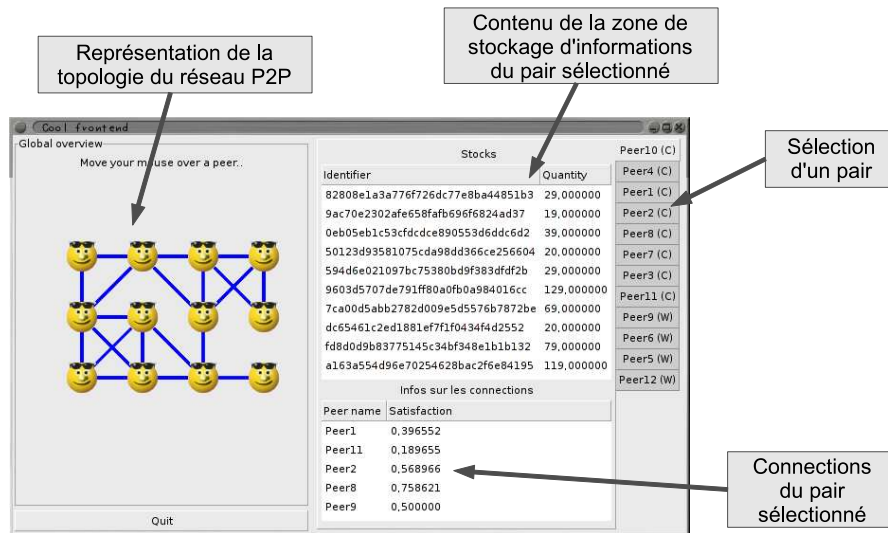 Représentation de la
topologie du réseau P2P
Contenu de la zone de
stockage d'informations
du pair sélectionné
Cool frontend
Global overview
Move your mouse over a peer..
Quit
Stocks
Identifier Quantity
82808e1a3a776f726dc77e8ba44851b3 29,000000
9ac70e2302afe658fafb696f6824ad37 19,000000
0eb05eb1c53fcdcdce890553d6ddc6d2 39,000000
50123d93581075cda98dd366ce256604 20,000000
594d6e021097bc75380bd9f383dfdf2b 29,000000
9603d5707de791ff80a0fb0a984016cc 129,000000
7ca00d5abb2782d009e5d5576b7872be 69,000000
dc65461c2ed1881ef7f1f0434f4d2552 20,000000
fd8d0d9b83775145c34bf348e1b1b132 79,000000
a163a554d96e70254628bac2f6e84195 119,000000
Infos sur les connections
Peer name Satisfaction
Peer1 0,396552
Peer11 0,189655
Peer2 0,568966
Peer8 0,758621
Peer9 0,500000
Peer10 (C)
Peer4 (C)
Peer1 (C)
Peer2 (C)
Peer8 (C)
Peer7 (C)
Peer3 (C)
Peer11 (C)
Peer9 (W)
Peer6 (W)
Peer5 (W)
Peer12 (W)
Sélection
d'un pair
Connections
du pair
sélectionné